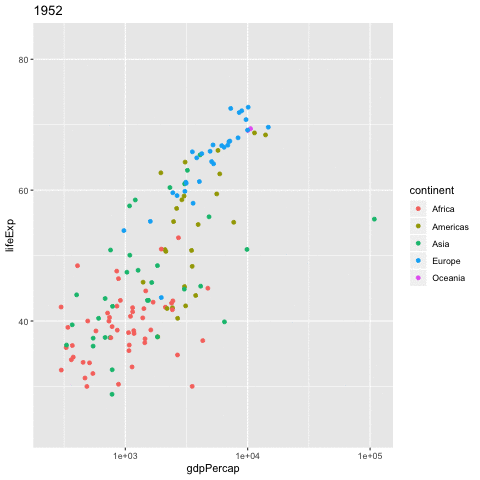 1952
80
60
40
lifeExp
1e+03
1e+04
1e+05
gdpPercap
continent
Africa
Americas
Asia
Europe
Oceania